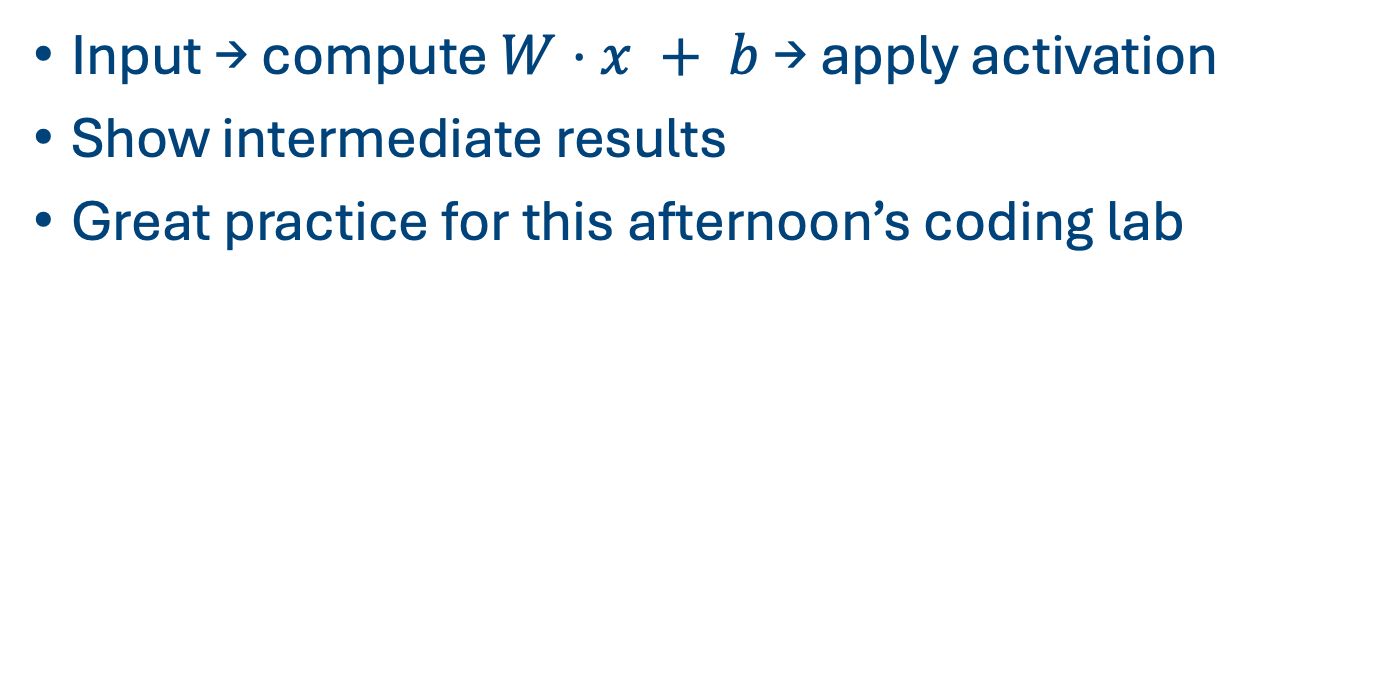 • Input → compute 𝑊 · 𝑥 + 𝑏 → apply activation
• Show intermediate results
• Great practice for this afternoon’s coding lab